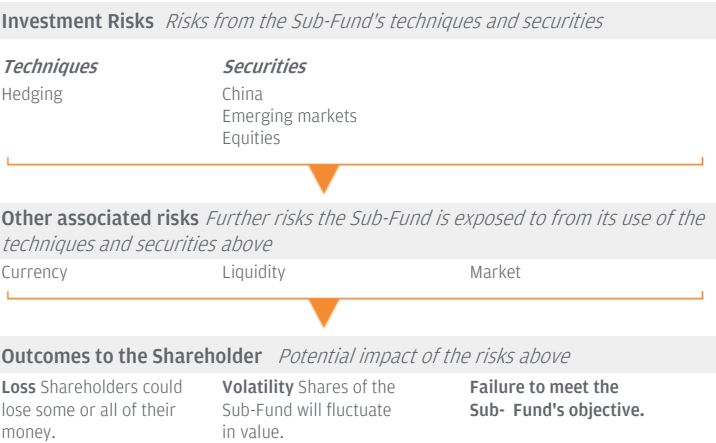 Investment Risks Risks from the Sub-Fund's techniques and securities
Techniques Securities
Hedging China
Emerging markets
Equities
Other associated risks Further risks the Sub-Fund is exposed to from its use of the
techniques and securities above
Currency Liquidity Market
Outcomes to the Shareholder Potential impact of the risks above
Loss Shareholders could
lose some or all of their
money.
Volatility Shares of the
Sub-Fund will fluctuate
in value.
Failure to meet the
Sub- Fund's objective.